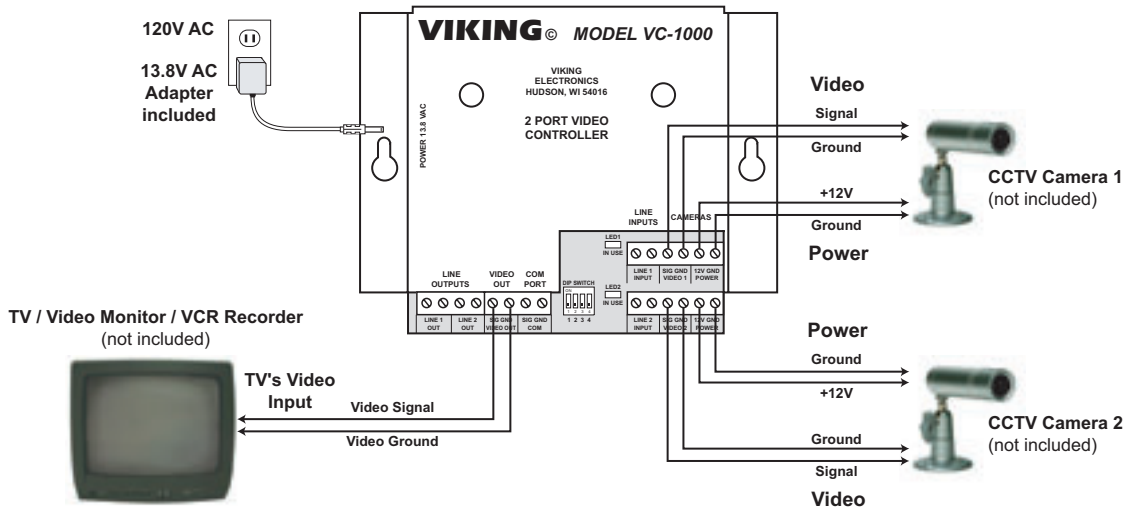 120V AC
13.8V AC
Adapter
included
VIKING© MODEL VC-1000
VIKING
ELECTRONICS
HUDSON, WI 54016
2 PORT VIDEO
CONTROLLER
POWER 13.8 VAC
Video
Signal
Ground
+12V
Ground
Power
CCTV Camera 1
(not included)
LINE
INPUTS
CAMERAS
LED1
IN USE
LINE 1
INPUT
SIG GND
VIDEO 1
12V GND
POWER
LINE
OUTPUTS
VIDEO
OUT
COM
PORT
DIP SWITCH
ON
1 2 3 4
1 2 3 4
LED2
IN USE
LINE 1
OUT
LINE 2
OUT
SIG GND
VIDEO OUT
SIG GND
COM
LINE 2
INPUT
SIG GND
VIDEO 2
12V GND
POWER
TV / Video Monitor / VCR Recorder
(not included)
TV's Video
Input
Video Signal
Video Ground
Power
Ground
+12V
Ground
Signal
Video
CCTV Camera 2
(not included)